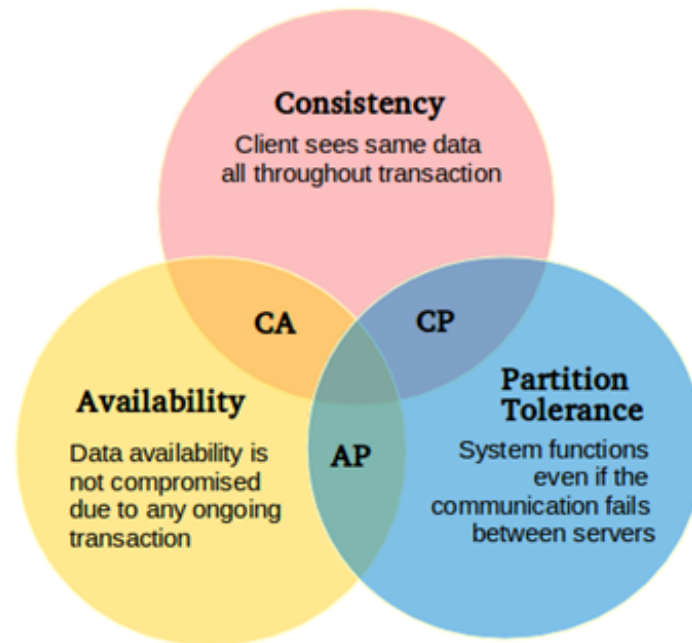 Consistency
Client sees same data
all throughout transaction
CA
CP
Availability
Data availability is
not compromised
due to any ongoing
transaction
AP
Partition
Tolerance
System functions
even if the
communication fails
between servers